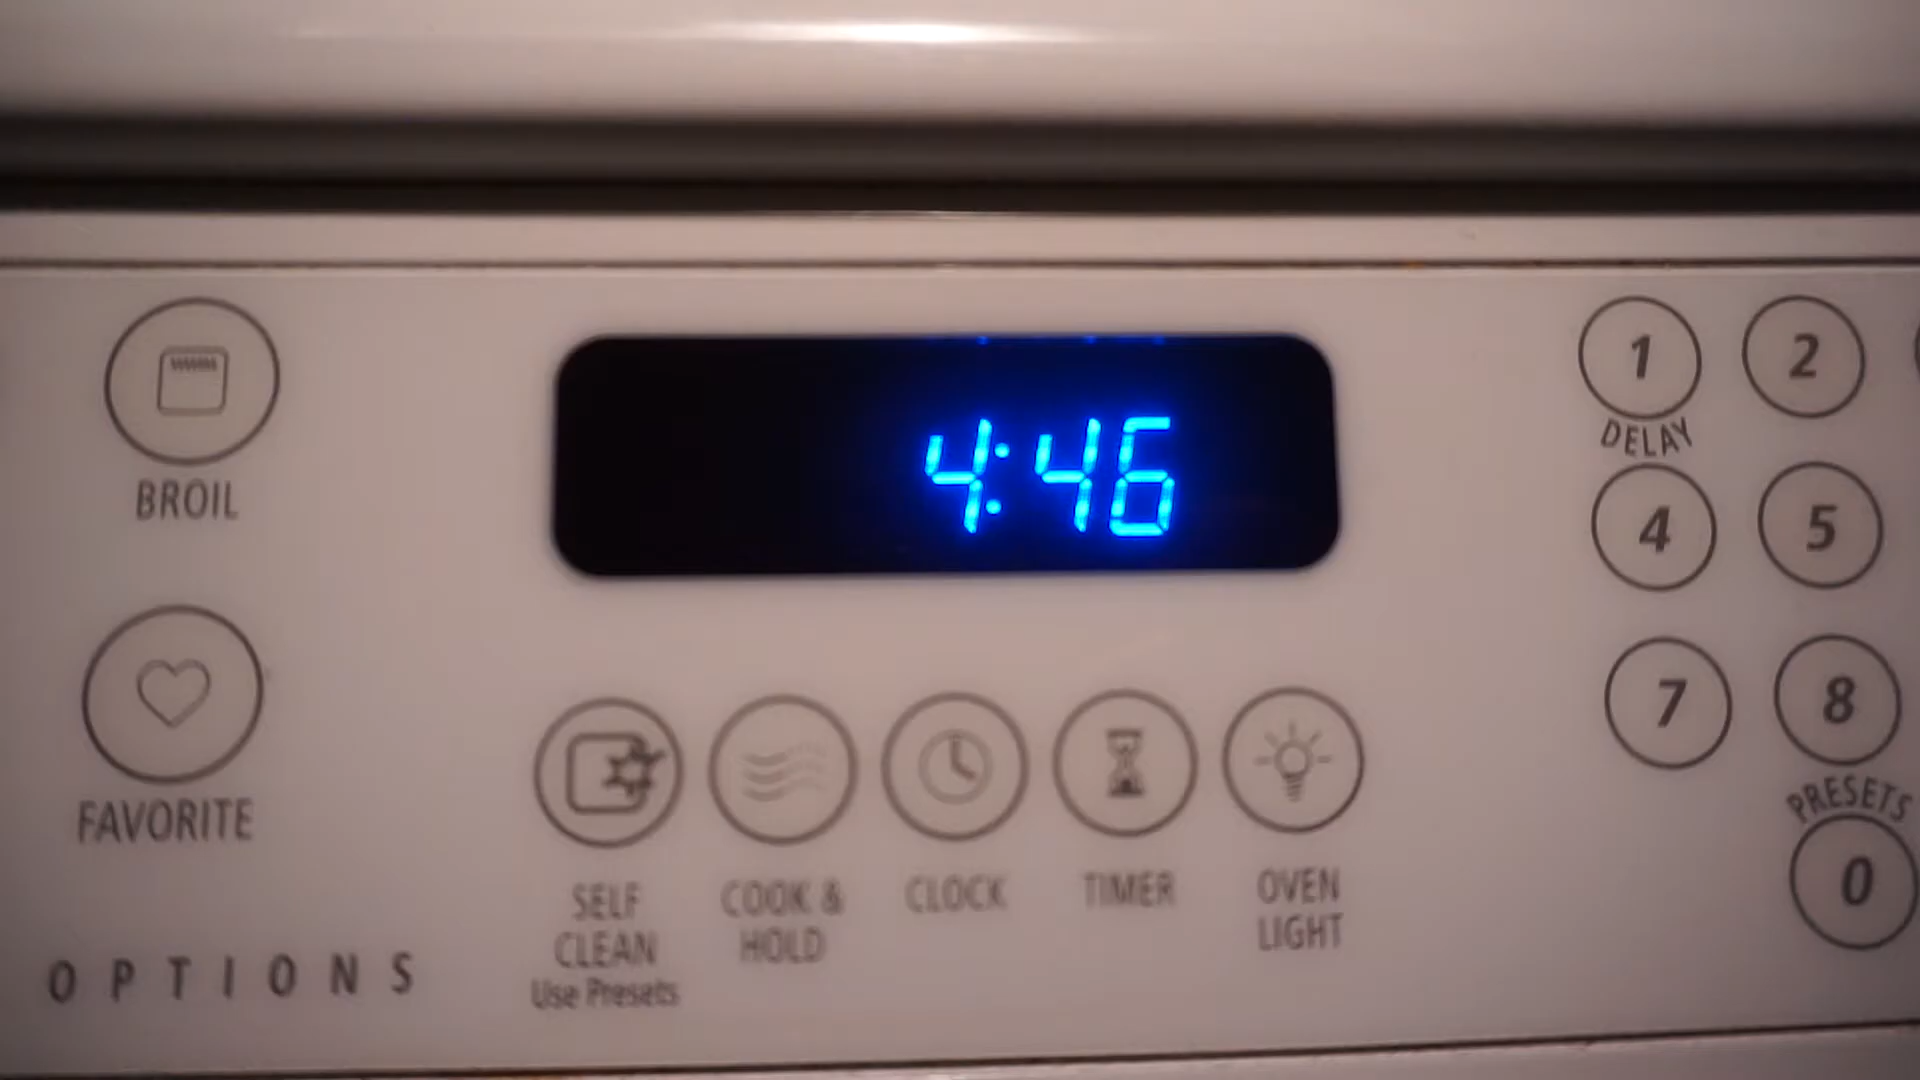 4:46
BROIL
FAVORITE
OPTIONS
SELF
CLEAN
Use Presets
COOK &
HOLD
CLOCK
TIMER
OVEN
LIGHT
1 2
DELAY
4 5
7 8
PRESETS
0